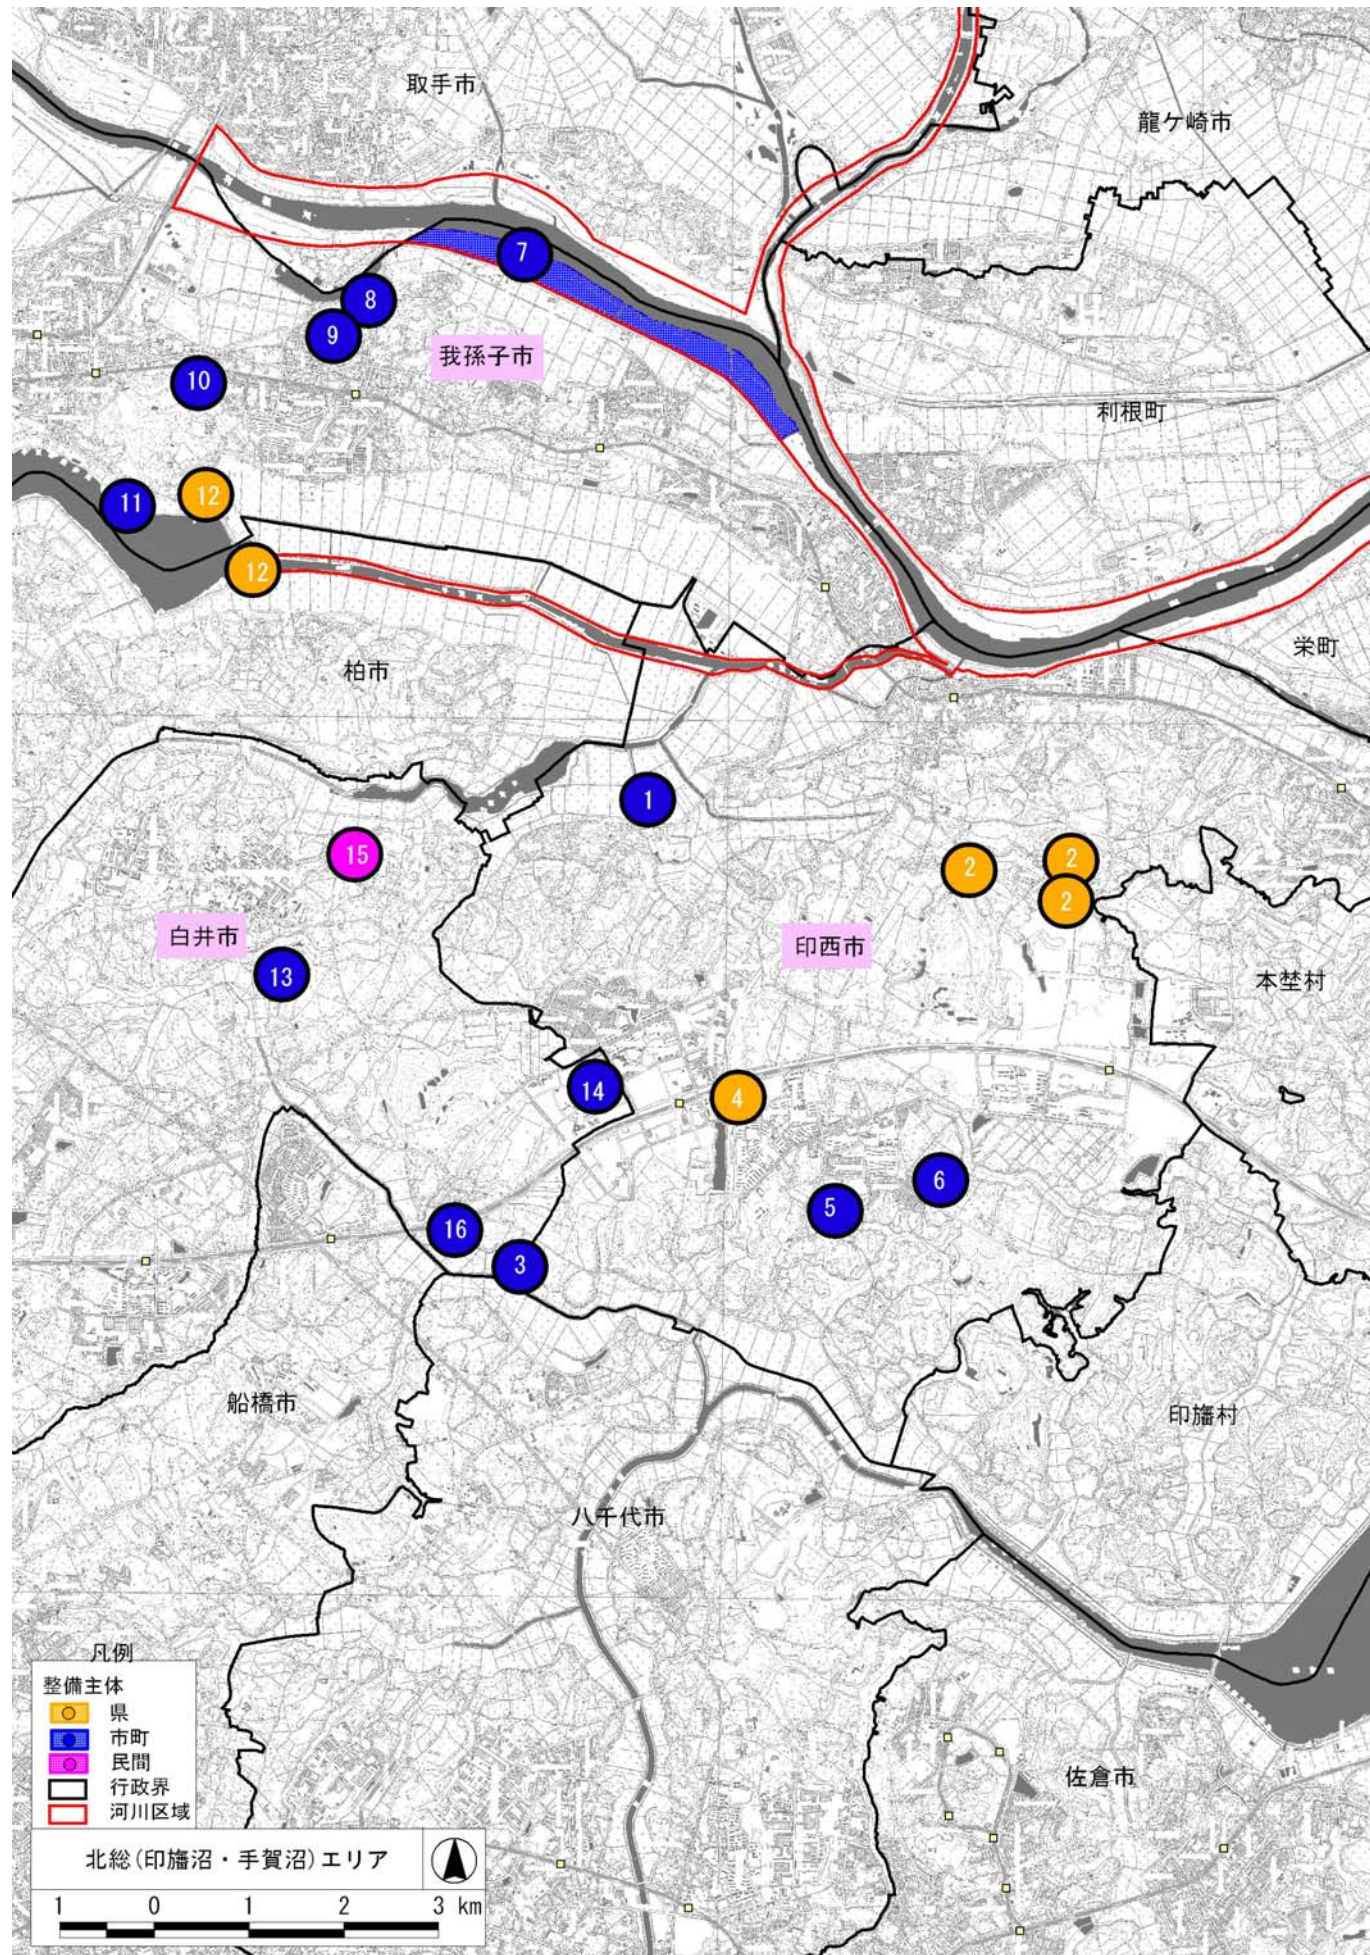 取手市
龍ケ崎市
7
8
9
我孫子市
10
利根町
11
12
12
栄町
柏市
1
15
2
2
2
白井市
印西市
13
本埜村
14
4
6
5
16
3
船橋市
印旛村
八千代市
佐倉市
凡例
整備主体
県
市町
民間
行政界
河川区域
北総(印旛沼・手賀沼)エリア
1 0 1 2 3 km